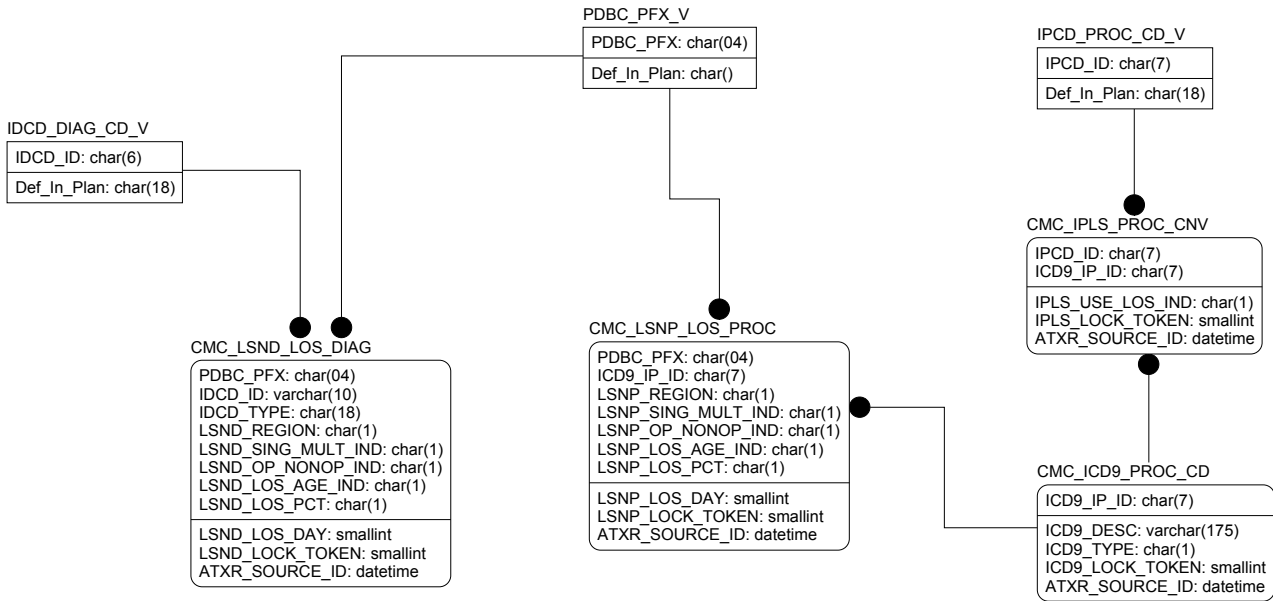 PDBC_PFX_V
PDBC_PFX: char(04)
Def_In_Plan: char()
IPCD_PROC_CD_V
IPCD_ID: char(7)
Def_In_Plan: char(18)
IDCD_DIAG_CD_V
IDCD_ID: char(6)
Def_In_Plan: char(18)
CMC_IPLS_PROC_CNV
IPCD_ID: char(7)
ICD9_IP_ID: char(7)
IPLS_USE_LOS_IND: char(1)
IPLS_LOCK_TOKEN: smallint
ATXR_SOURCE_ID: datetime
CMC_LSND_LOS_DIAG
PDBC_PFX: char(04)
IDCD_ID: varchar(10)
IDCD_TYPE: char(18)
LSND_REGION: char(1)
LSND_SING_MULT_IND: char(1)
LSND_OP_NONOP_IND: char(1)
LSND_LOS_AGE_IND: char(1)
LSND_LOS_PCT: char(1)
LSND_LOS_DAY: smallint
LSND_LOCK_TOKEN: smallint
ATXR_SOURCE_ID: datetime
CMC_LSNP_LOS_PROC
PDBC_PFX: char(04)
ICD9_IP_ID: char(7)
LSNP_REGION: char(1)
LSNP_SING_MULT_IND: char(1)
LSNP_OP_NONOP_IND: char(1)
LSNP_LOS_AGE_IND: char(1)
LSNP_LOS_PCT: char(1)
LSNP_LOS_DAY: smallint
LSNP_LOCK_TOKEN: smallint
ATXR_SOURCE_ID: datetime
CMC_ICD9_PROC_CD
ICD9_IP_ID: char(7)
ICD9_DESC: varchar(175)
ICD9_TYPE: char(1)
ICD9_LOCK_TOKEN: smallint
ATXR_SOURCE_ID: datetime